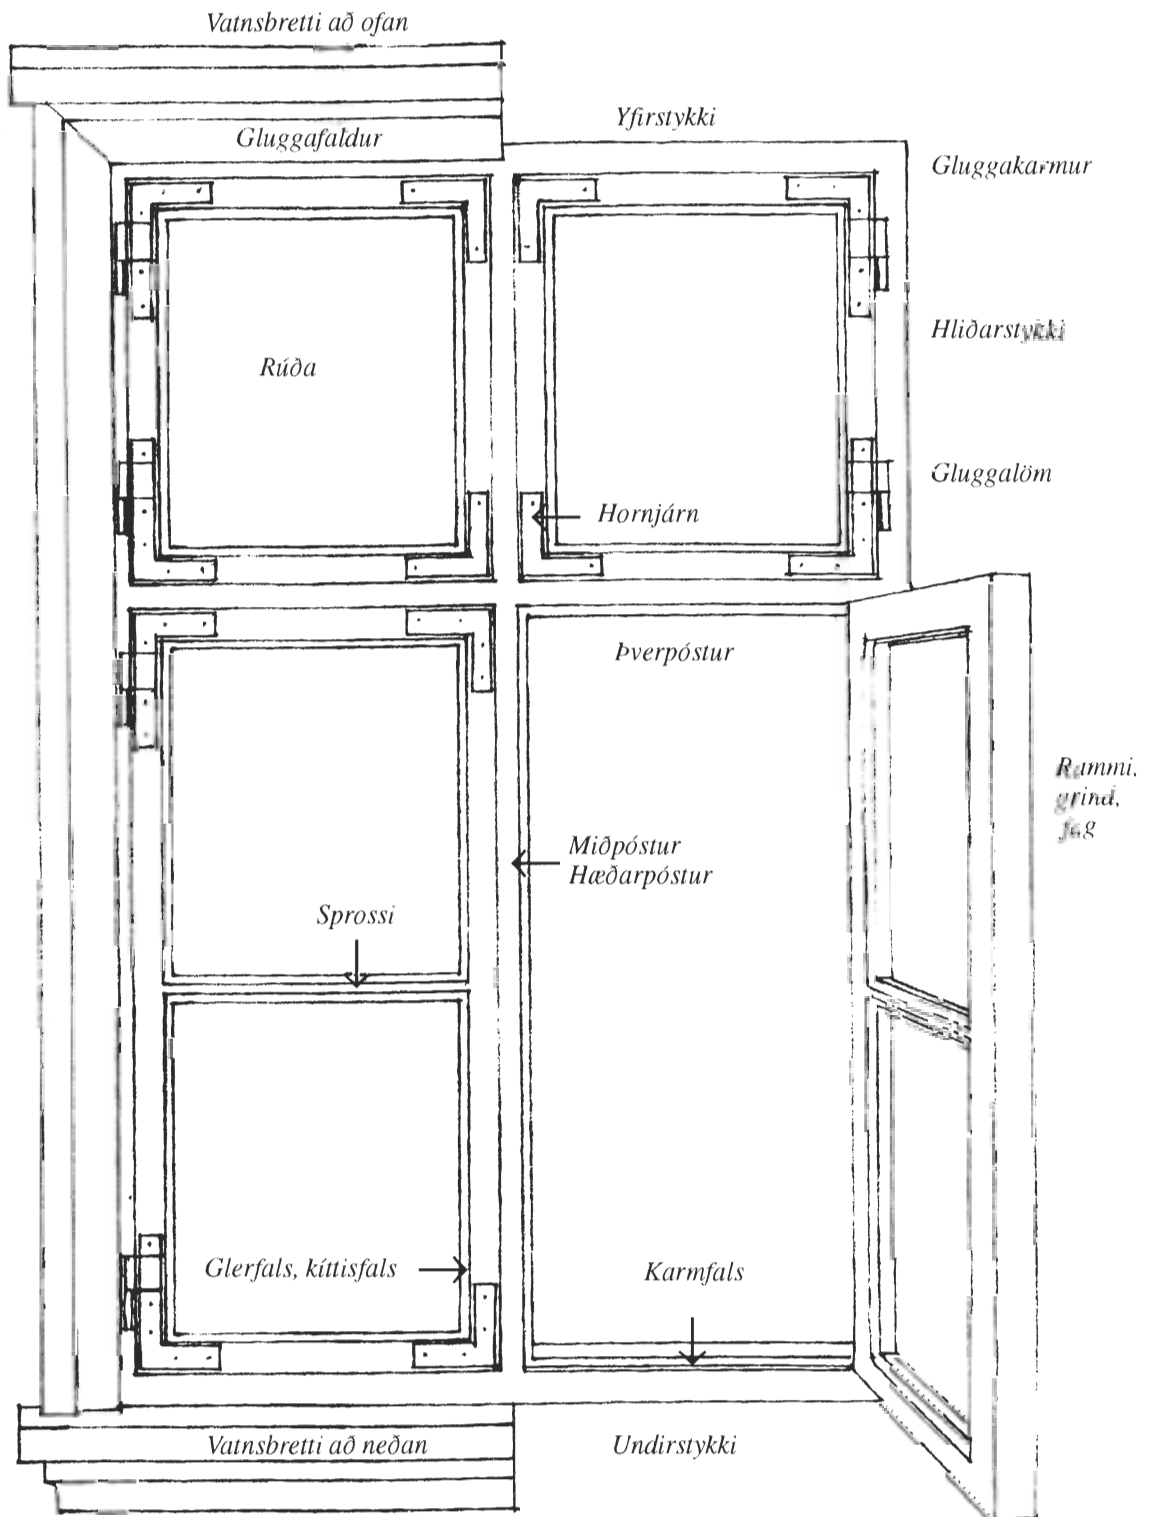 Vatnsbretti að ofan
Yfirstykki
Gluggafaldur
Gluggakarmur
Hliðarstykki
Rúða
Gluggalöm
Hornjárn
Þverpóstur
Rammi,
grind,
fag
Miðpóstur
Hæðarpóstur
Sprossi
Glerfals, kíttisfals
Karmfals
Vatnsbretti að neðan
Undirstykki